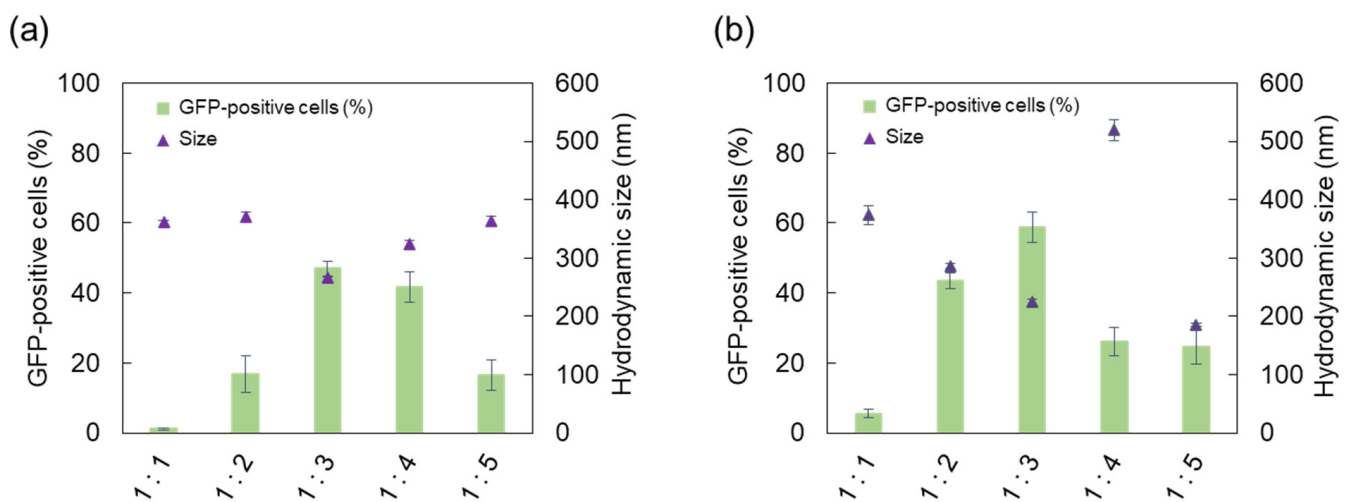 (a)
100
80
60
40
20
0
GFP-positive cells (%)
GFP-positive cells (%)
Size
600
500
400
300
200
100
0
Hydrodynamic size (nm)
1 : 1
1 : 2
1 : 3
1 : 4
1 : 5
(b)
100
80
60
40
20
0
GFP-positive cells (%)
GFP-positive cells (%)
Size
600
500
400
300
200
100
0
Hydrodynamic size (nm)
1 : 1
1 : 2
1 : 3
1 : 4
1 : 5